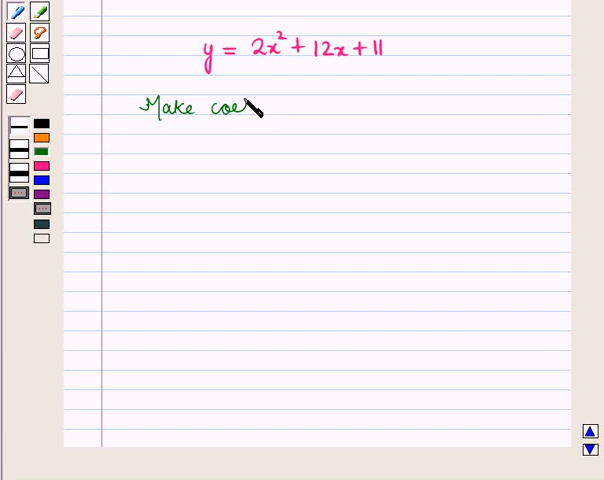 y = 2x² + 12x + 11
Make coe